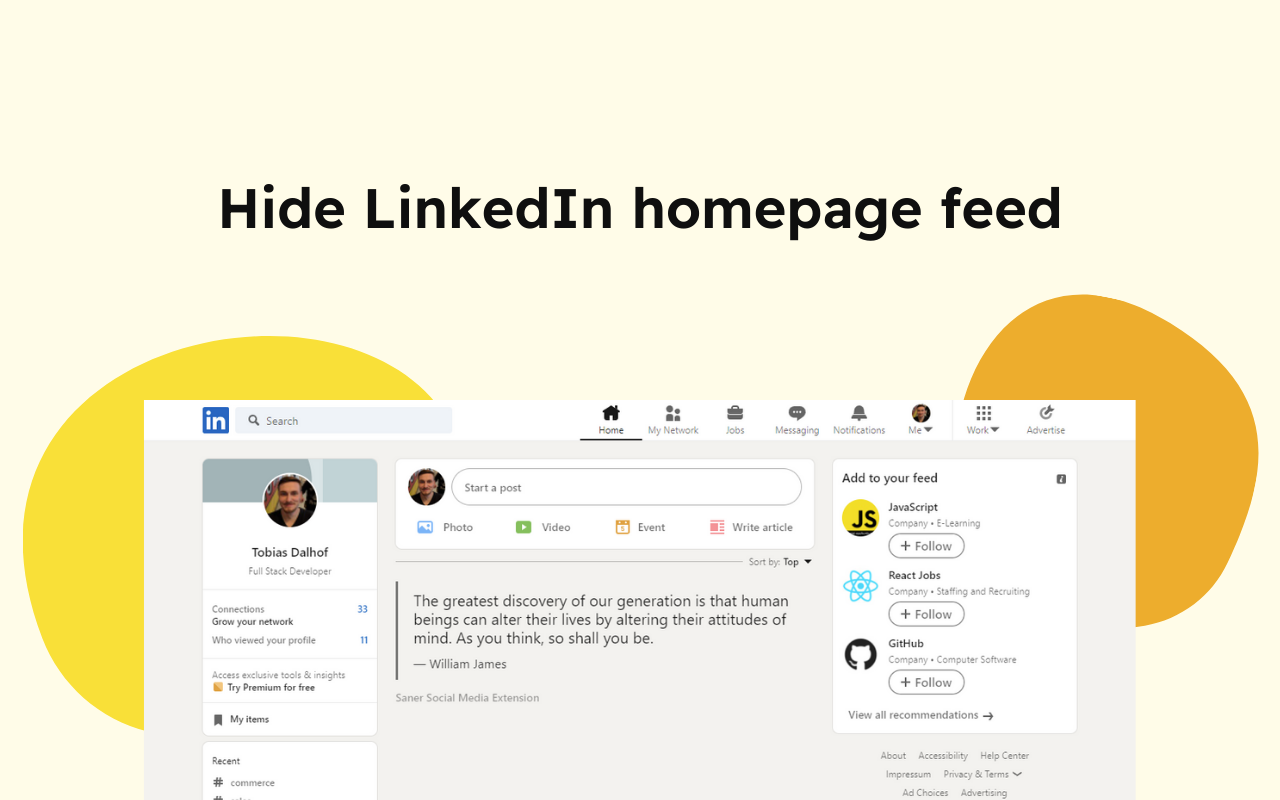 Hide LinkedIn homepage feed
in
Search
Home
My Network
Jobs
Messaging
Notifications
Me
Work
Advertise
Tobias Dalhof
Full Stack Developer
Connections 33
Grow your network
Who viewed your profile 11
Access exclusive tools & insights
Try Premium for free
My items
Recent
# commerce
Start a post
Photo
Video
Event
Write article
Sort by: Top
The greatest discovery of our generation is that human
beings can alter their lives by altering their attitudes of
mind. As you think, so shall you be.
— William James
Saner Social Media Extension
Add to your feed
JS
JavaScript
Company • E-Learning
+ Follow
React Jobs
Company • Staffing and Recruiting
+ Follow
GitHub
Company • Computer Software
+ Follow
View all recommendations →
About Accessibility Help Center
Impressum Privacy & Terms
Ad Choices Advertising